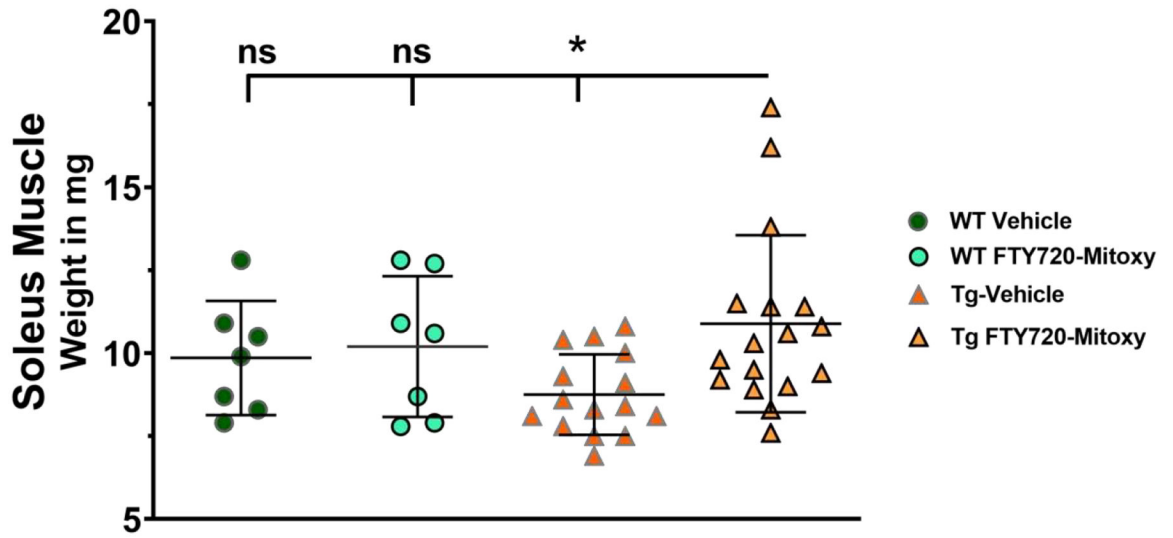 20
ns ns *
15
10
5
Soleus Muscle
Weight in mg
WT Vehicle
WT FTY720-Mitoxy
Tg-Vehicle
Tg FTY720-Mitoxy